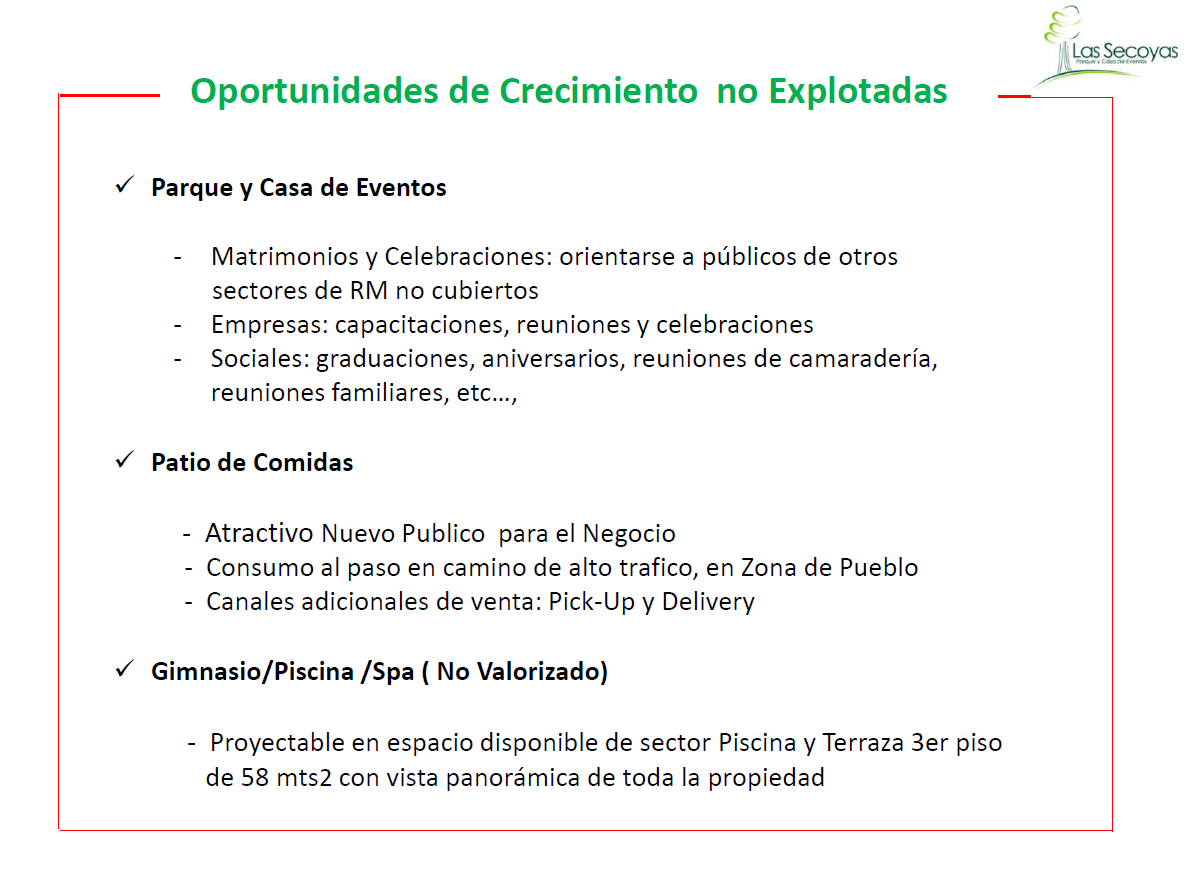 Las Secoyas
Parque y Casa de Eventos
Oportunidades de Crecimiento  no Explotadas
✓ Parque y Casa de Eventos
- Matrimonios y Celebraciones: orientarse a públicos de otros
sectores de RM no cubiertos
- Empresas: capacitaciones, reuniones y celebraciones
- Sociales: graduaciones, aniversarios, reuniones de camaradería,
reuniones familiares, etc…,
✓ Patio de Comidas
- Atractivo Nuevo Publico  para el Negocio
- Consumo al paso en camino de alto trafico, en Zona de Pueblo
- Canales adicionales de venta: Pick-Up y Delivery
✓ Gimnasio/Piscina /Spa ( No Valorizado)
- Proyectable en espacio disponible de sector Piscina y Terraza 3er piso
de 58 mts2 con vista panorámica de toda la propiedad